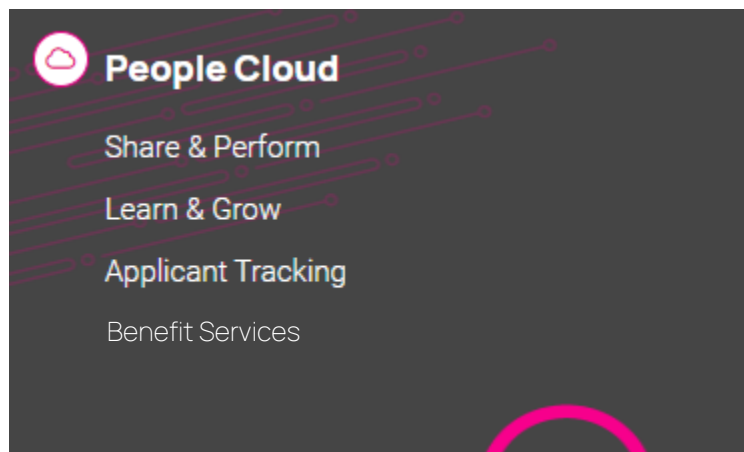 People Cloud
Share & Perform
Learn & Grow
Applicant Tracking
Benefit Services